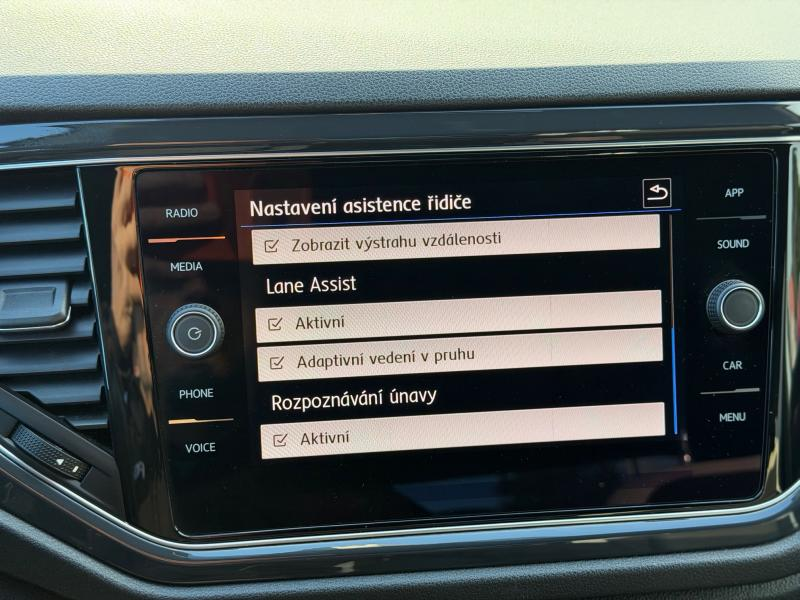 RADIO
MEDIA
PHONE
VOICE
Nastavení asistence řidiče
Zobrazit výstrahu vzdálenosti
Lane Assist
Aktivní
Adaptivní vedení v pruhu
Rozpoznávání únavy
Aktivní
APP
SOUND
CAR
MENU